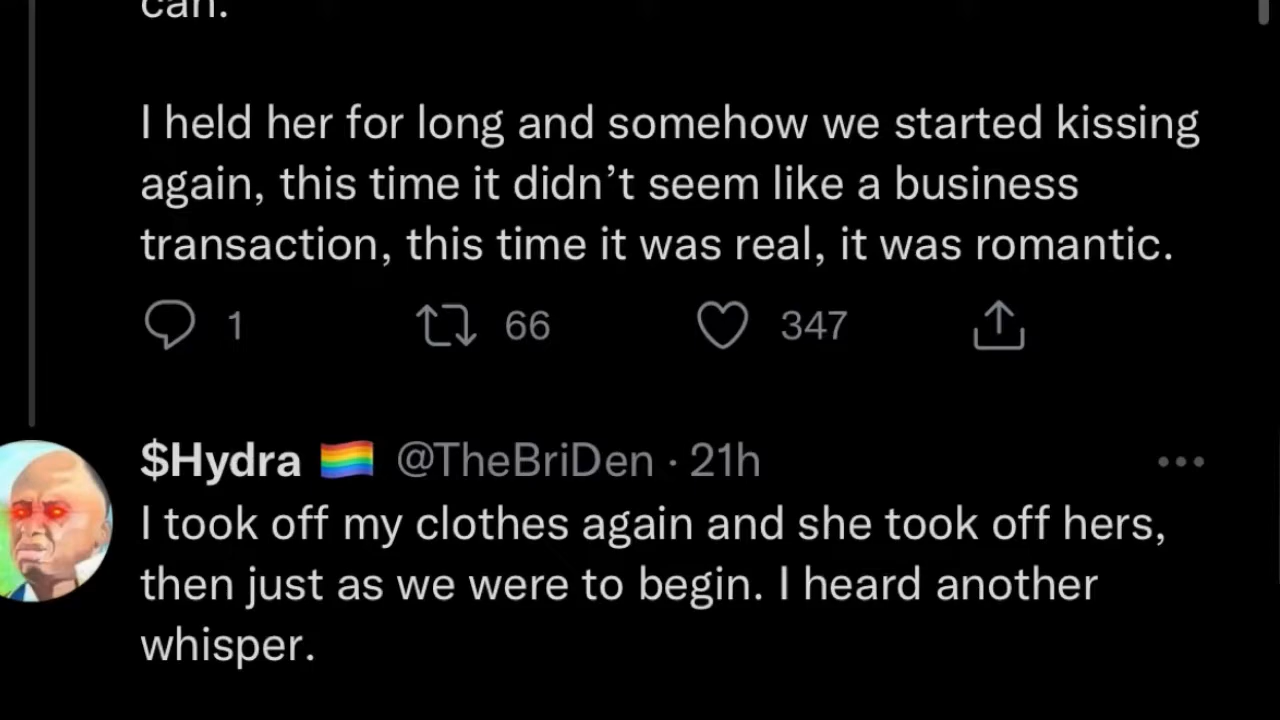 can.
I held her for long and somehow we started kissing
again, this time it didn’t seem like a business
transaction, this time it was real, it was romantic.
1 66 347
$Hydra 🏳️‍🌈 @TheBriDen · 21h
I took off my clothes again and she took off hers,
then just as we were to begin. I heard another
whisper.